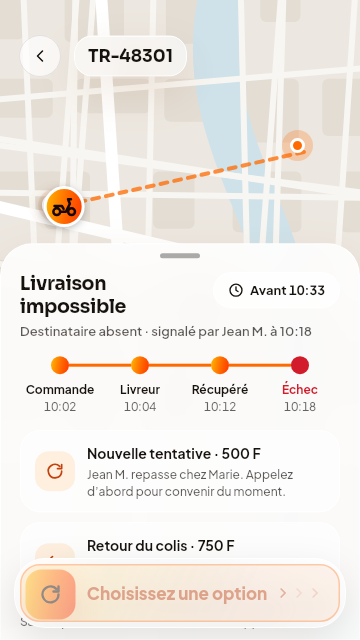 TR-48301
Livraison
impossible
Avant 10:33
Destinataire absent · signalé par Jean M. à 10:18
Commande Livreur Récupéré Échec
10:02 10:04 10:12 10:18
Nouvelle tentative · 500 F
Jean M. repasse chez Marie. Appelez
d'abord pour convenir du moment.
Retour du colis · 750 F
Choisissez une option